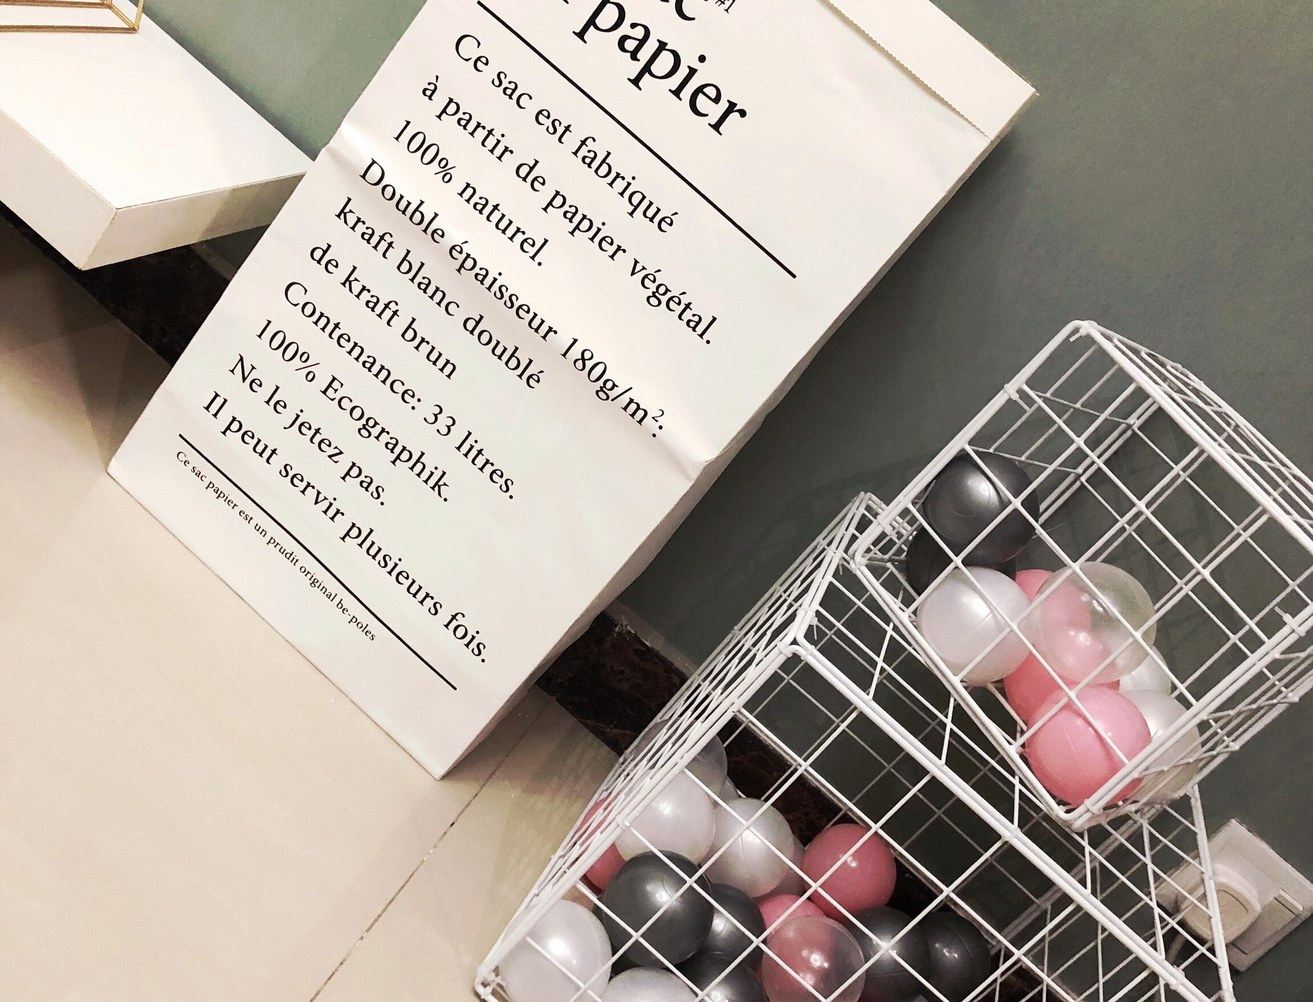 #1
papier
Ce sac est fabriqué
à partir de papier végétal.
100% naturel.
Double épaisseur 180g/m².
kraft blanc doublé
de kraft brun
Contenance: 33 litres.
100% Ecographik.
Ne le jetez pas.
Il peut servir plusieurs fois.
Ce sac papier est un prudit original be-poles